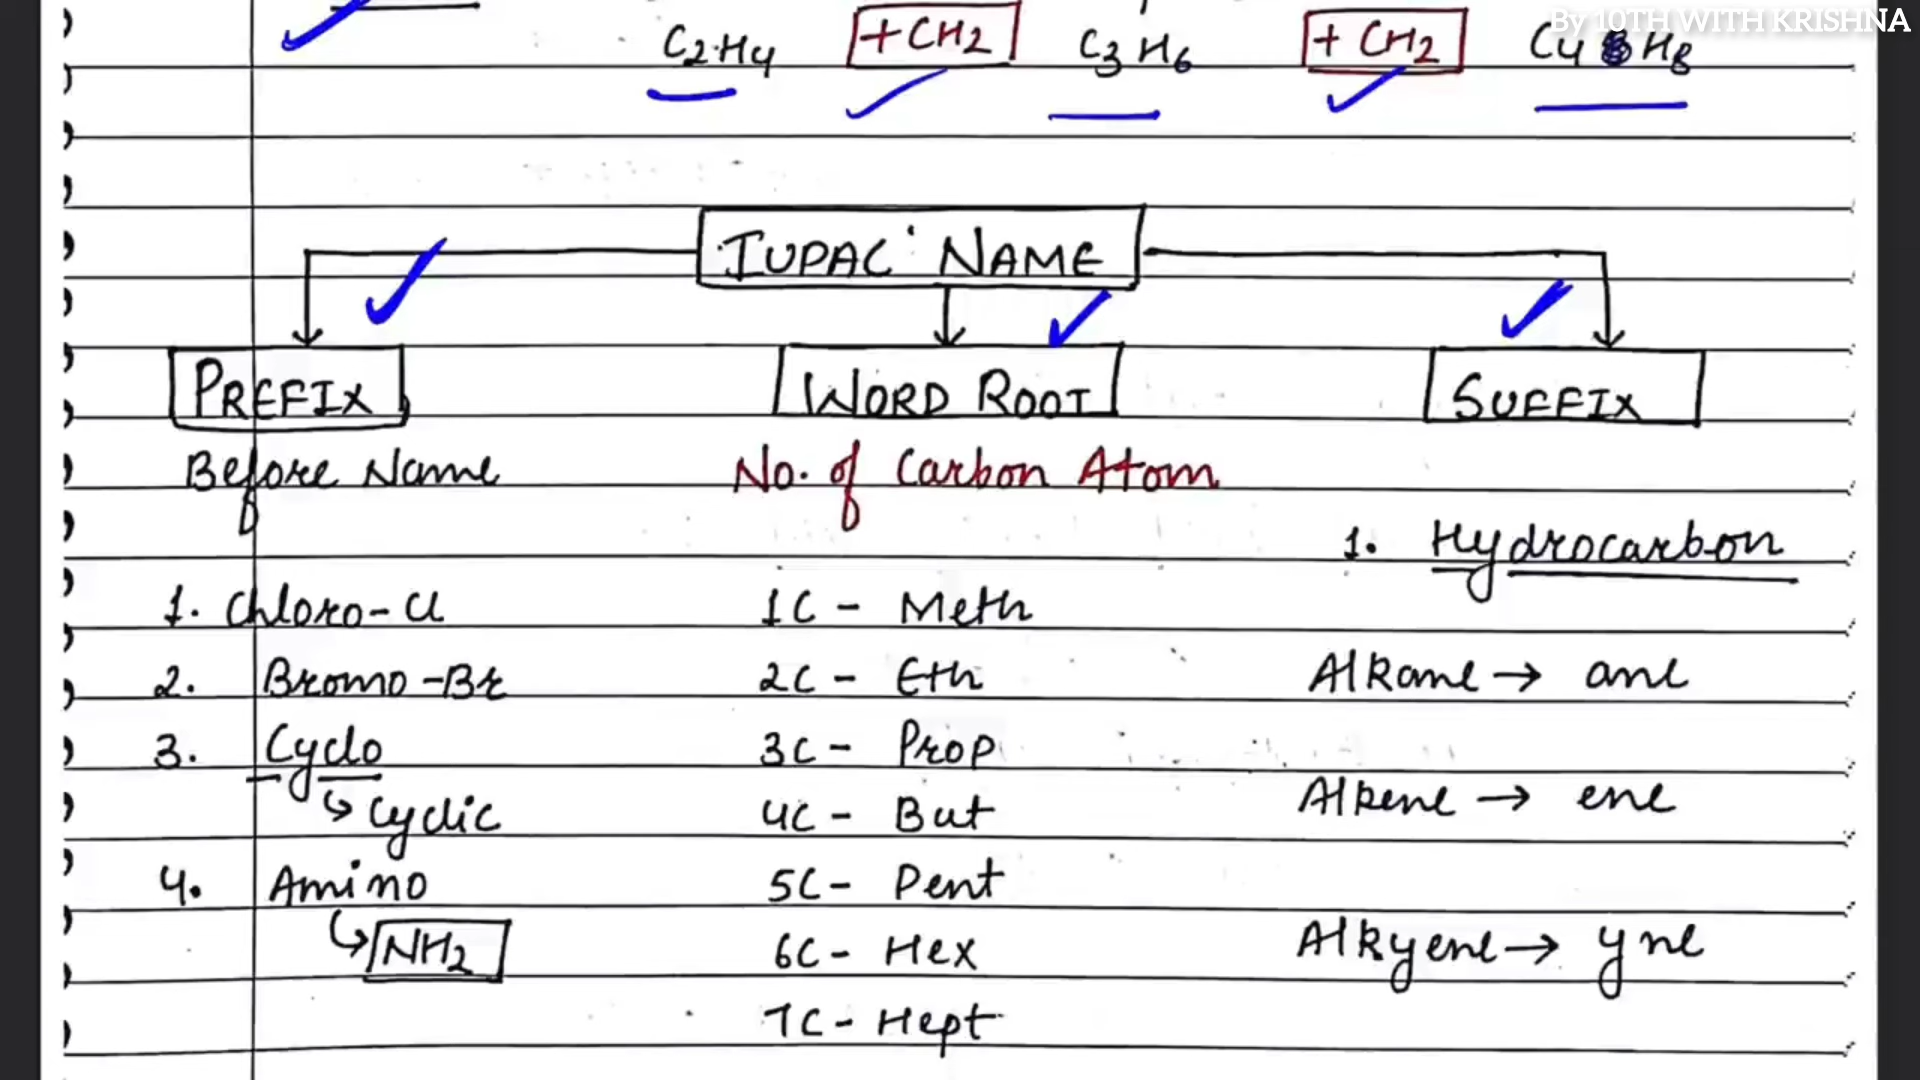 By 10TH WITH KRISHNA
C2H4 +CH2 C3H6 + CH2 C4 H8
IUPAC NAME
PREFIX WORD ROOT SUFFIX
Before Name No. of Carbon Atom
1. Hydrocarbon
1. Chloro-Cl 1C - Meth
2. Bromo-Br 2C - Eth Alkane → ane
3. Cyclo 3C - Prop
↳ Cyclic 4C - But Alkene → ene
4. Amino 5C - Pent
↳ NH2 6C - Hex Alkyene → yne
7C - Hept